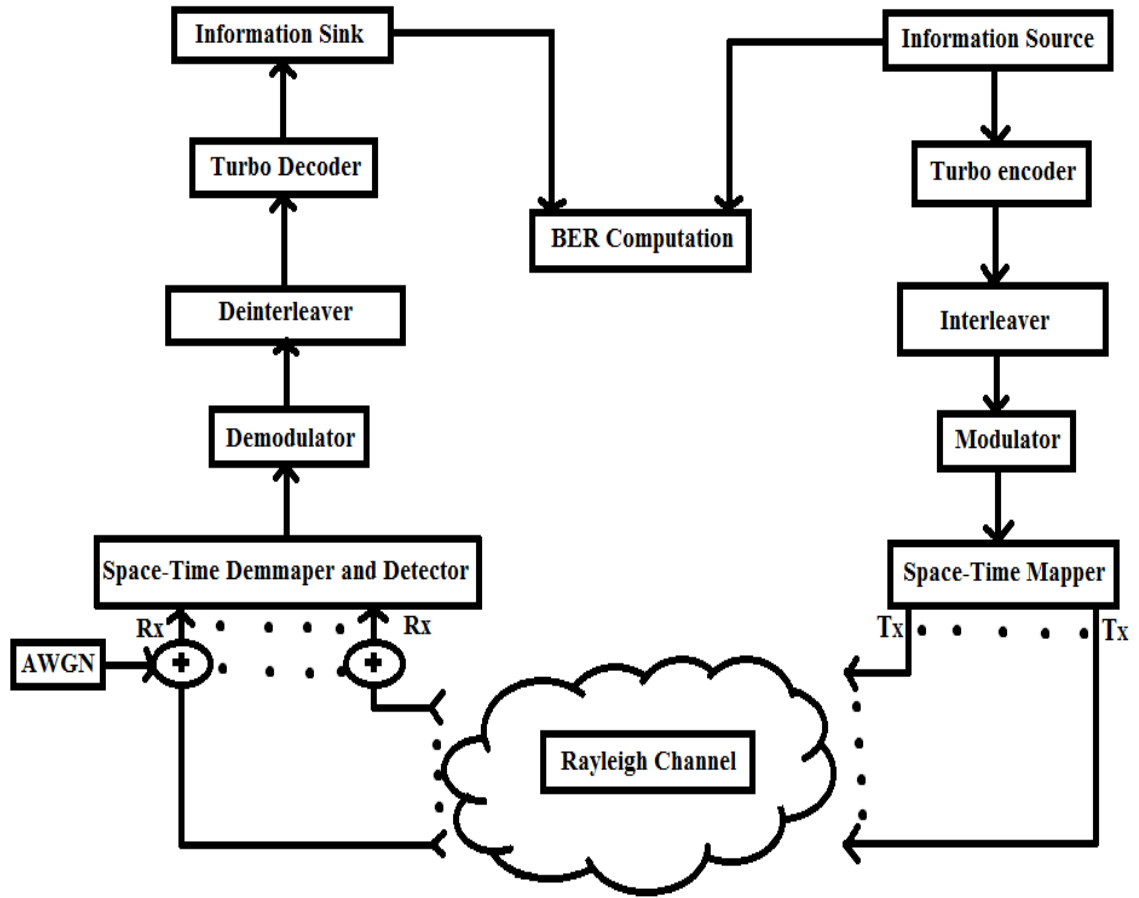 Information Sink
Information Source
Turbo Decoder
Turbo encoder
BER Computation
Deinterleaver
Interleaver
Demodulator
Modulator
Space-Time Demmaper and Detector
Space-Time Mapper
Rx
Rx
Tx
Tx
AWGN
+
+
Rayleigh Channel